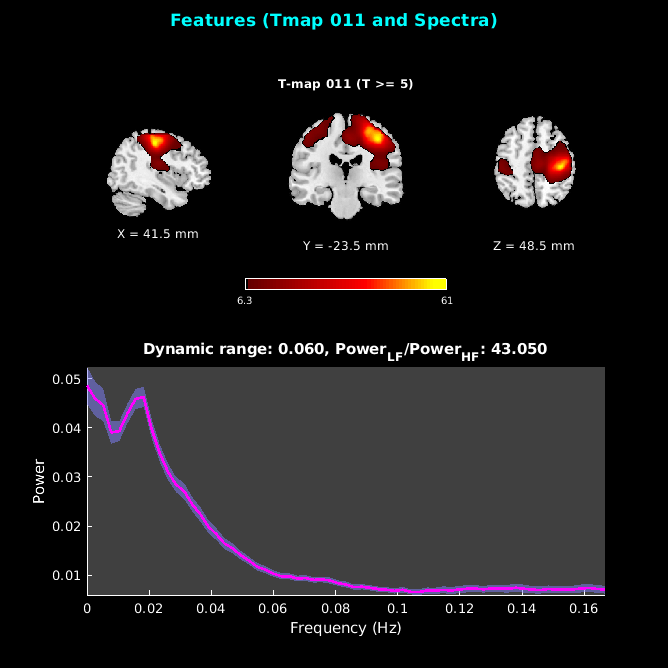 Features (Tmap 011 and Spectra)
T-map 011 (T >= 5)
X = 41.5 mm
Y = -23.5 mm
Z = 48.5 mm
6.3
61
Dynamic range: 0.060, PowerLF/PowerHF: 43.050
0.05
0.04
0.03
0.02
0.01
Power
0
0.02
0.04
0.06
0.08
0.1
0.12
0.14
0.16
Frequency (Hz)